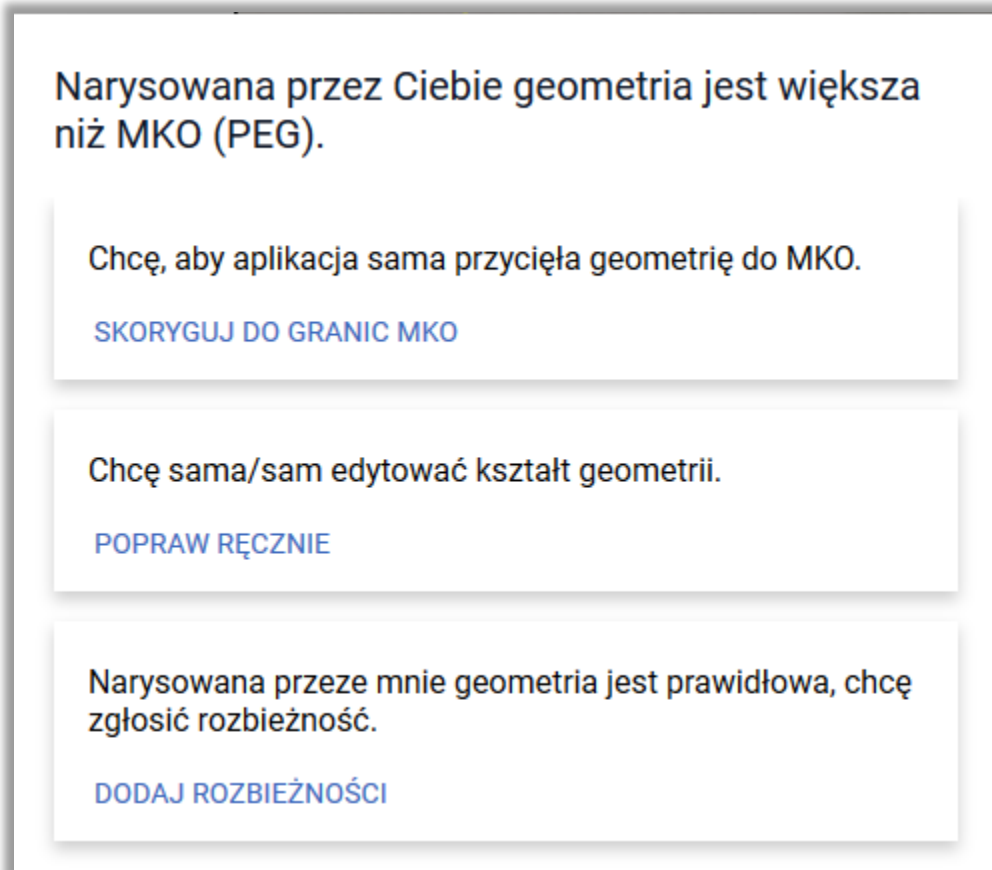 Narysowana przez Ciebie geometria jest większa
niż MKO (PEG).
Chcę, aby aplikacja sama przycięła geometrię do MKO.
SKORYGUJ DO GRANIC MKO
Chcę sama/sam edytować kształt geometrii.
POPRAW RĘCZNIE
Narysowana przeze mnie geometria jest prawidłowa, chcę
zgłosić rozbieżność.
DODAJ ROZBIEŻNOŚCI